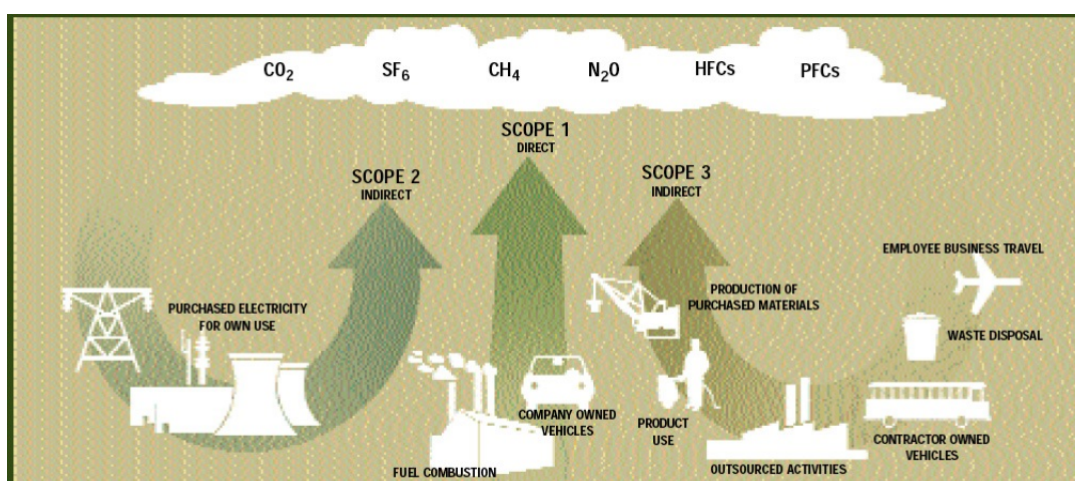 CO₂ SF₆ CH₄ N₂O HFCs PFCs
SCOPE 1
DIRECT
SCOPE 2
INDIRECT
SCOPE 3
INDIRECT
EMPLOYEE BUSINESS TRAVEL
PURCHASED ELECTRICITY
FOR OWN USE
PRODUCTION OF
PURCHASED MATERIALS
WASTE DISPOSAL
COMPANY OWNED
VEHICLES
PRODUCT
USE
CONTRACTOR OWNED
VEHICLES
FUEL COMBUSTION
OUTSOURCED ACTIVITIES